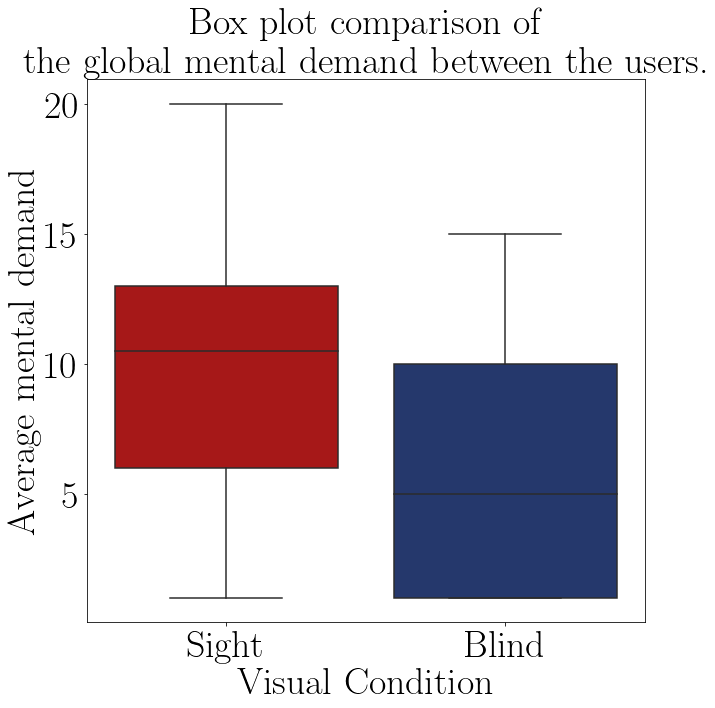 Box plot comparison of
the global mental demand between the users.
Average mental demand
20
15
10
5
Sight
Blind
Visual Condition